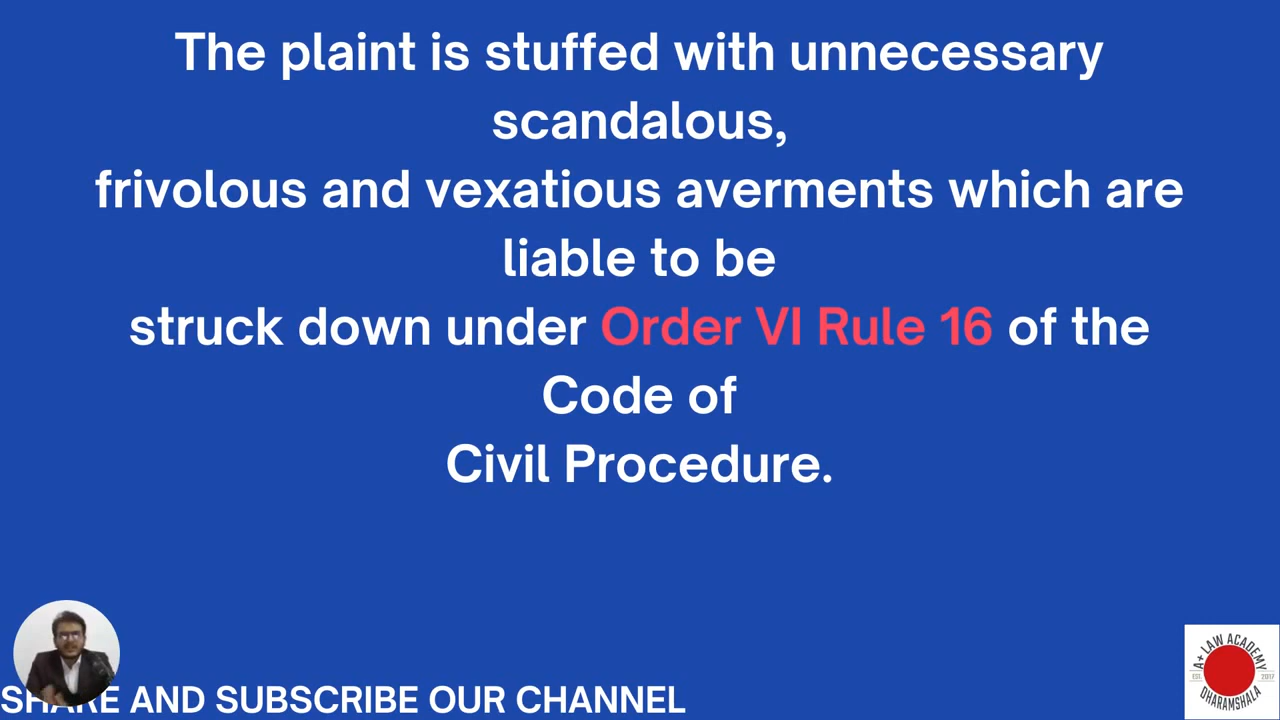 The plaint is stuffed with unnecessary
scandalous,
frivolous and vexatious averments which are
liable to be
struck down under Order VI Rule 16 of the
Code of
Civil Procedure.
SHARE AND SUBSCRIBE OUR CHANNEL
A+ LAW ACADEMY
EST. 2017
DHARAMSHALA